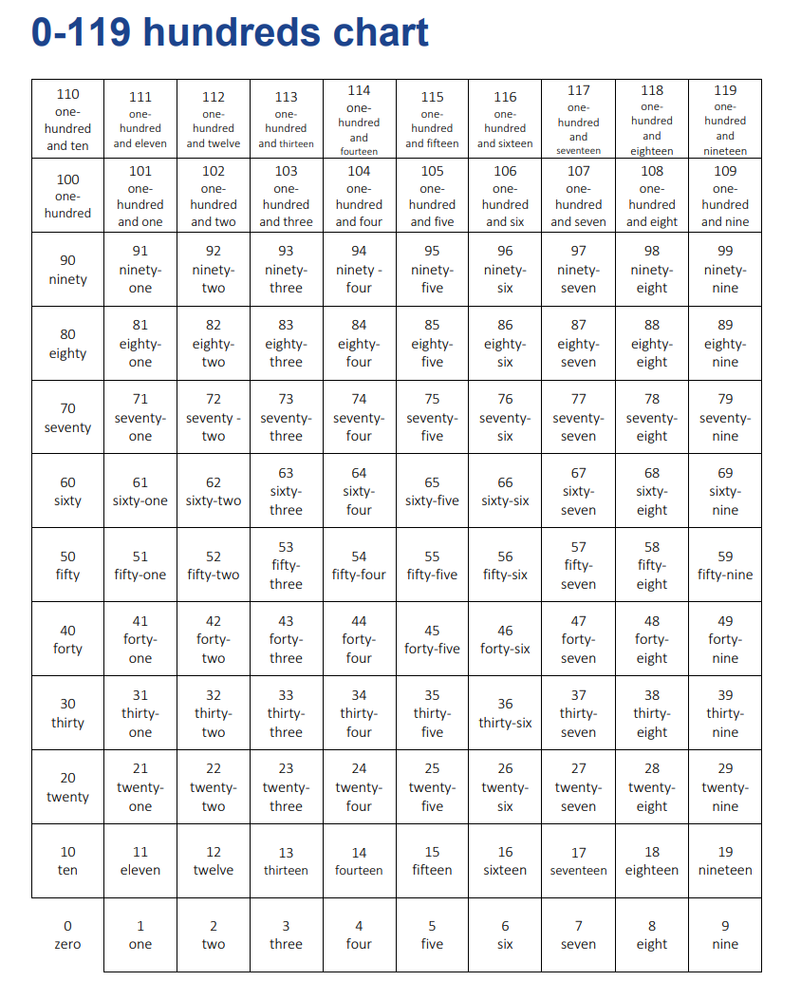 0-119 hundreds chart
110
one-
hundred
and ten
111
one-
hundred
and eleven
112
one-
hundred
and twelve
113
one-
hundred
and thirteen
114
one-
hundred
and
fourteen
115
one-
hundred
and fifteen
116
one-
hundred
and sixteen
117
one-
hundred
and
seventeen
118
one-
hundred
and
eighteen
119
one-
hundred
and
nineteen
100
one-
hundred
101
one-
hundred
and one
102
one-
hundred
and two
103
one-
hundred
and three
104
one-
hundred
and four
105
one-
hundred
and five
106
one-
hundred
and six
107
one-
hundred
and seven
108
one-
hundred
and eight
109
one-
hundred
and nine
90
ninety
91
ninety-
one
92
ninety-
two
93
ninety-
three
94
ninety -
four
95
ninety-
five
96
ninety-
six
97
ninety-
seven
98
ninety-
eight
99
ninety-
nine
80
eighty
81
eighty-
one
82
eighty-
two
83
eighty-
three
84
eighty-
four
85
eighty-
five
86
eighty-
six
87
eighty-
seven
88
eighty-
eight
89
eighty-
nine
70
seventy
71
seventy-
one
72
seventy -
two
73
seventy-
three
74
seventy-
four
75
seventy-
five
76
seventy-
six
77
seventy-
seven
78
seventy-
eight
79
seventy-
nine
60
sixty
61
sixty-one
62
sixty-two
63
sixty-
three
64
sixty-
four
65
sixty-five
66
sixty-six
67
sixty-
seven
68
sixty-
eight
69
sixty-
nine
50
fifty
51
fifty-one
52
fifty-two
53
fifty-
three
54
fifty-four
55
fifty-five
56
fifty-six
57
fifty-
seven
58
fifty-
eight
59
fifty-nine
40
forty
41
forty-
one
42
forty-
two
43
forty-
three
44
forty-
four
45
forty-five
46
forty-six
47
forty-
seven
48
forty-
eight
49
forty-
nine
30
thirty
31
thirty-
one
32
thirty-
two
33
thirty-
three
34
thirty-
four
35
thirty-
five
36
thirty-six
37
thirty-
seven
38
thirty-
eight
39
thirty-
nine
20
twenty
21
twenty-
one
22
twenty-
two
23
twenty-
three
24
twenty-
four
25
twenty-
five
26
twenty-
six
27
twenty-
seven
28
twenty-
eight
29
twenty-
nine
10
ten
11
eleven
12
twelve
13
thirteen
14
fourteen
15
fifteen
16
sixteen
17
seventeen
18
eighteen
19
nineteen
0
zero
1
one
2
two
3
three
4
four
5
five
6
six
7
seven
8
eight
9
nine